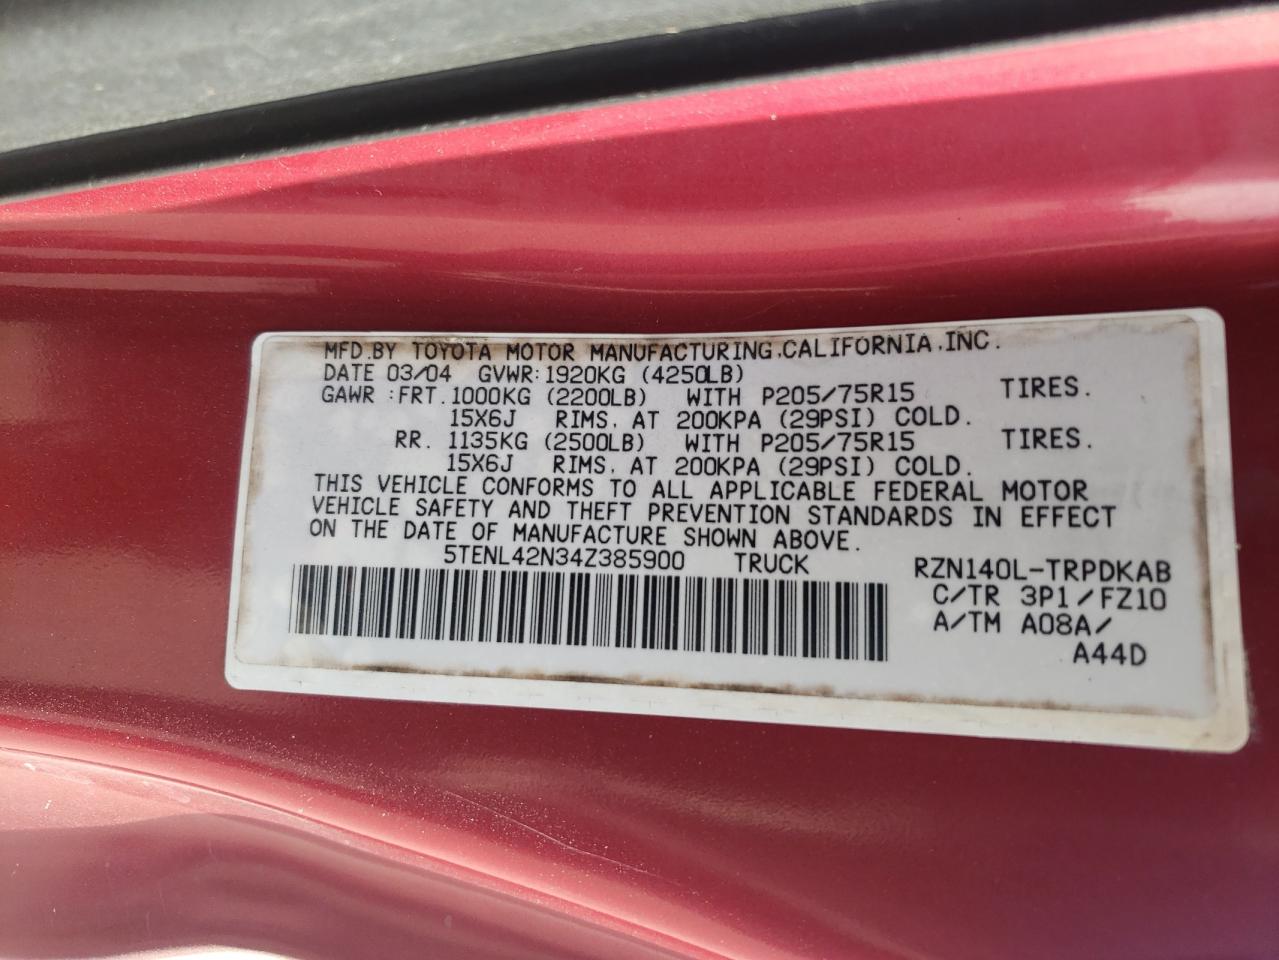 MFD.BY TOYOTA MOTOR MANUFACTURING.CALIFORNIA.INC.
DATE 03/04 GVWR:1920KG (4250LB)
GAWR :FRT.1000KG (2200LB) WITH P205/75R15 TIRES.
15X6J RIMS. AT 200KPA (29PSI) COLD.
RR. 1135KG (2500LB) WITH P205/75R15 TIRES.
15X6J RIMS. AT 200KPA (29PSI) COLD.
THIS VEHICLE CONFORMS TO ALL APPLICABLE FEDERAL MOTOR
VEHICLE SAFETY AND THEFT PREVENTION STANDARDS IN EFFECT
ON THE DATE OF MANUFACTURE SHOWN ABOVE.
5TENL42N34Z385900 TRUCK RZN140L-TRPDKAB
C/TR 3P1/FZ10
A/TM A08A/
A44D